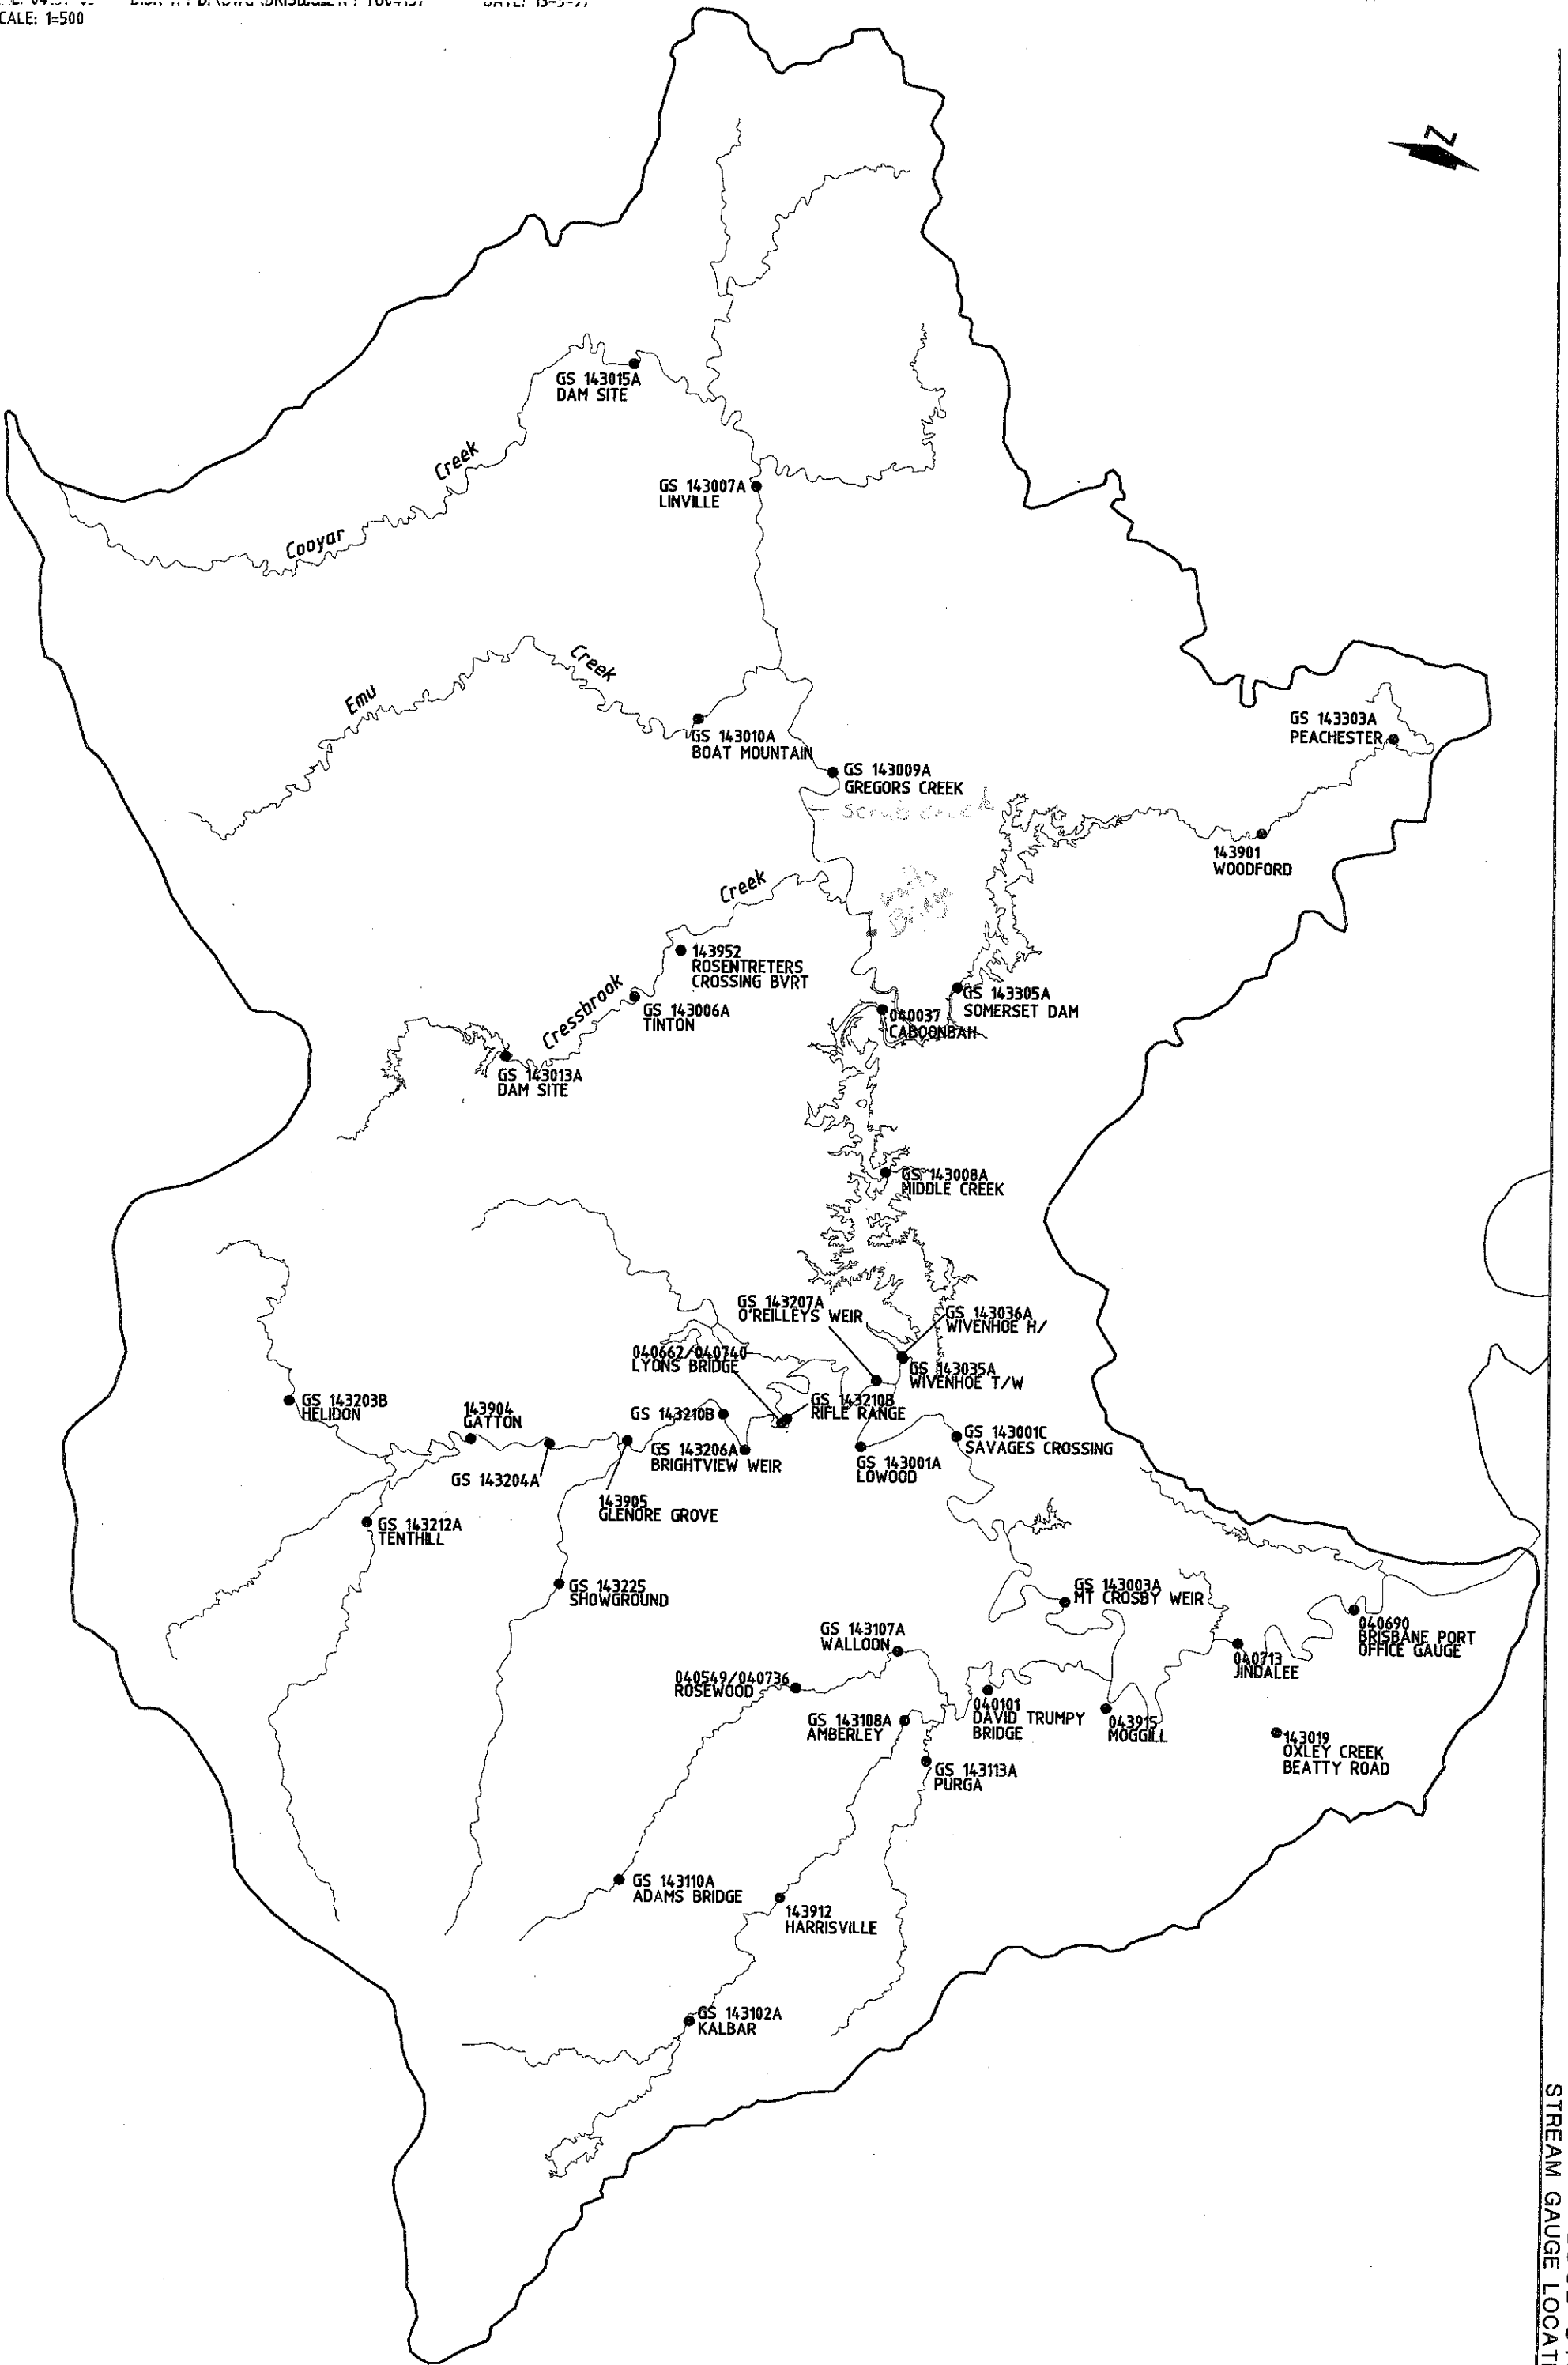 SCALE: 1=500
N
GS 143015A
DAM SITE
Creek
Cooyar
GS 143007A
LINVILLE
Creek
Emu
GS 143010A
BOAT MOUNTAIN
GS 143303A
PEACHESTER
GS 143009A
GREGORS CREEK
scrub creek
143901
WOODFORD
Creek
watts
Bridge
143952
ROSENTRETERS
CROSSING BVRT
Cressbrook
GS 143006A
TINTON
GS 143305A
SOMERSET DAM
040037
CABOONBAH
GS 143013A
DAM SITE
GS 143008A
MIDDLE CREEK
GS 143207A
O'REILLEYS WEIR
GS 143036A
WIVENHOE H/
040662/040740
LYONS BRIDGE
GS 143035A
WIVENHOE T/W
GS 143203B
HELIDON
143904
GATTON
GS 143210B
GS 143210B
RIFLE RANGE
GS 143206A
BRIGHTVIEW WEIR
GS 143001C
SAVAGES CROSSING
GS 143001A
LOWOOD
GS 143204A
143905
GLENORE GROVE
GS 143212A
TENTHILL
GS 143225
SHOWGROUND
GS 143003A
MT CROSBY WEIR
040690
BRISBANE PORT
OFFICE GAUGE
GS 143107A
WALLOON
040713
JINDALEE
040549/040736
ROSEWOOD
040101
DAVID TRUMPY
BRIDGE
GS 143108A
AMBERLEY
043915
MOGGILL
143019
OXLEY CREEK
BEATTY ROAD
GS 143113A
PURGA
GS 143110A
ADAMS BRIDGE
143912
HARRISVILLE
GS 143102A
KALBAR
STREAM GAUGE LOCATI